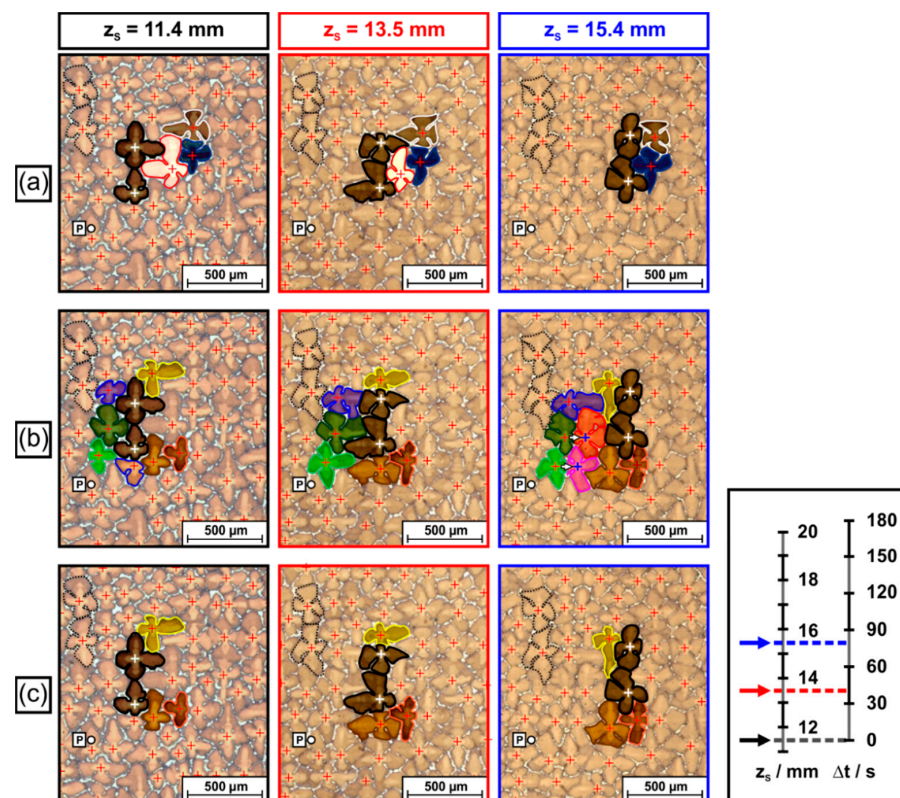 zs = 11.4 mm
zs = 13.5 mm
zs = 15.4 mm
(a)
P
500 µm
P
500 µm
P
500 µm
(b)
P
500 µm
P
500 µm
P
500 µm
(c)
P
500 µm
P
500 µm
P
500 µm
20
180
150
18
120
16
90
60
14
30
12
0
zs / mm
Δt / s